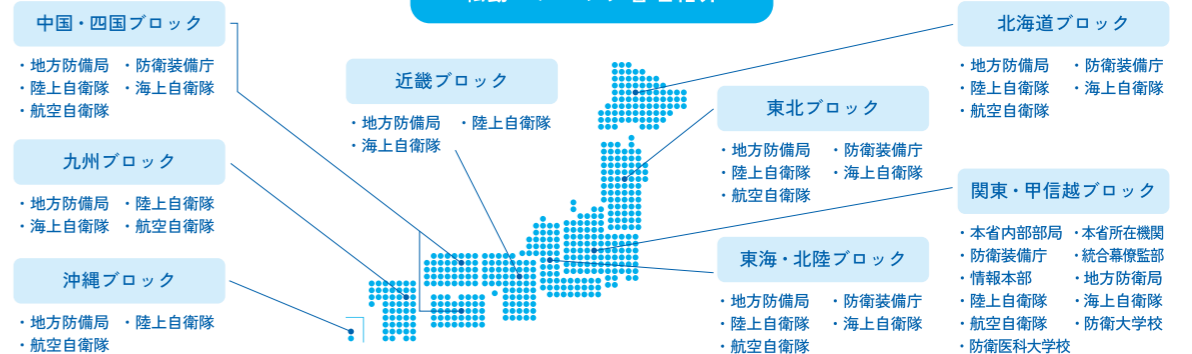 中国・四国ブロック
・地方防備局 ・防衛装備庁
・陸上自衛隊 ・海上自衛隊
・航空自衛隊
九州ブロック
・地方防備局 ・陸上自衛隊
・海上自衛隊 ・航空自衛隊
沖縄ブロック
・地方防備局 ・陸上自衛隊
・航空自衛隊
近畿ブロック
・地方防備局 ・陸上自衛隊
・海上自衛隊
北海道ブロック
・地方防備局 ・防衛装備庁
・陸上自衛隊 ・海上自衛隊
・航空自衛隊
東北ブロック
・地方防備局 ・防衛装備庁
・陸上自衛隊 ・海上自衛隊
・航空自衛隊
関東・甲信越ブロック
・本省内部部局 ・本省所在機関
・防衛装備庁 ・統合幕僚監部
・情報本部 ・地方防衛局
・陸上自衛隊 ・海上自衛隊
・航空自衛隊 ・防衛大学校
・防衛医科大学校
東海・北陸ブロック
・地方防備局 ・防衛装備庁
・陸上自衛隊 ・海上自衛隊
・航空自衛隊